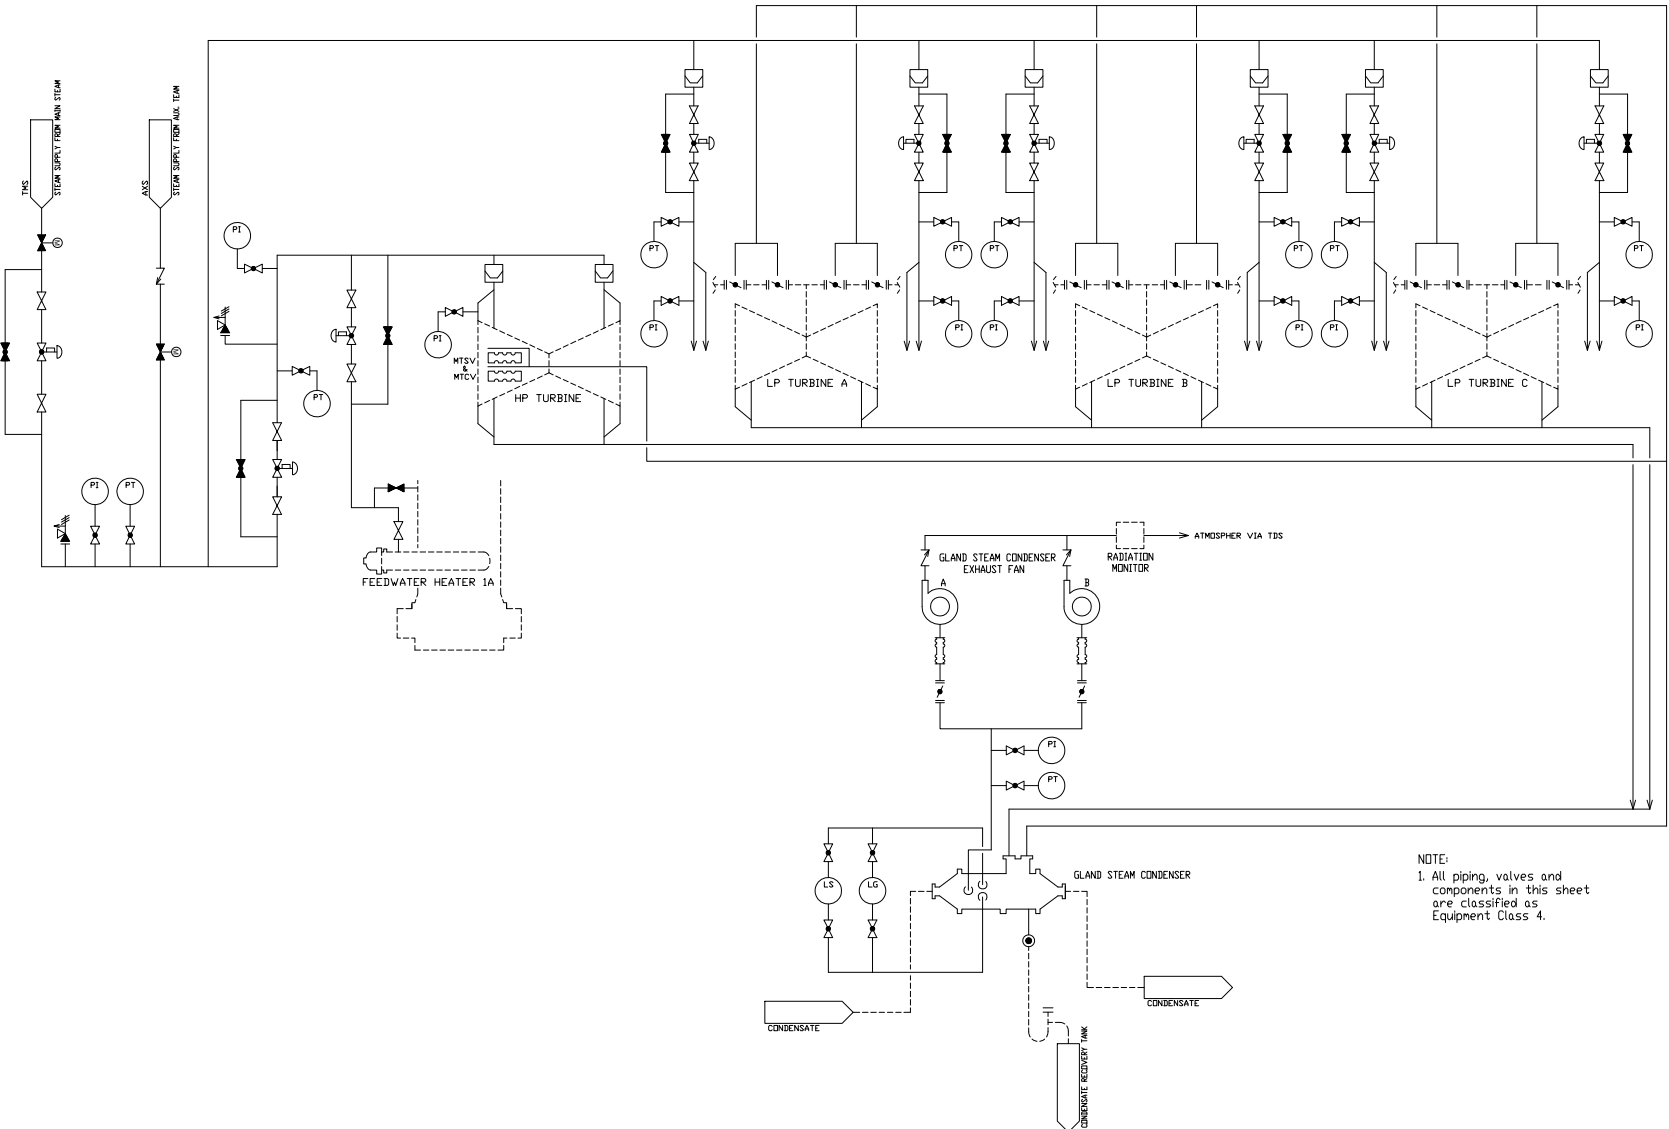 TMS
STEAM SUPPLY FROM MAIN STEAM
AXS
STEAM SUPPLY FROM AUX. TEAM
M
M
PI
PT
PI
PT
PI
MTSV
&
MTCV
HP TURBINE
FEEDWATER HEATER 1A
PT
PI
PT
PI
PT
PI
PT
PI
PT
PI
PT
PI
LP TURBINE A
LP TURBINE B
LP TURBINE C
GLAND STEAM CONDENSER
EXHAUST FAN
A
B
RADIATION
MONITOR
ATMOSPHER VIA TDS
PI
PT
LS
LG
GLAND STEAM CONDENSER
CONDENSATE
CONDENSATE
CONDENSATE RECOVERY TANK
NOTE:
1. All piping, valves and
components in this sheet
are classified as
Equipment Class 4.